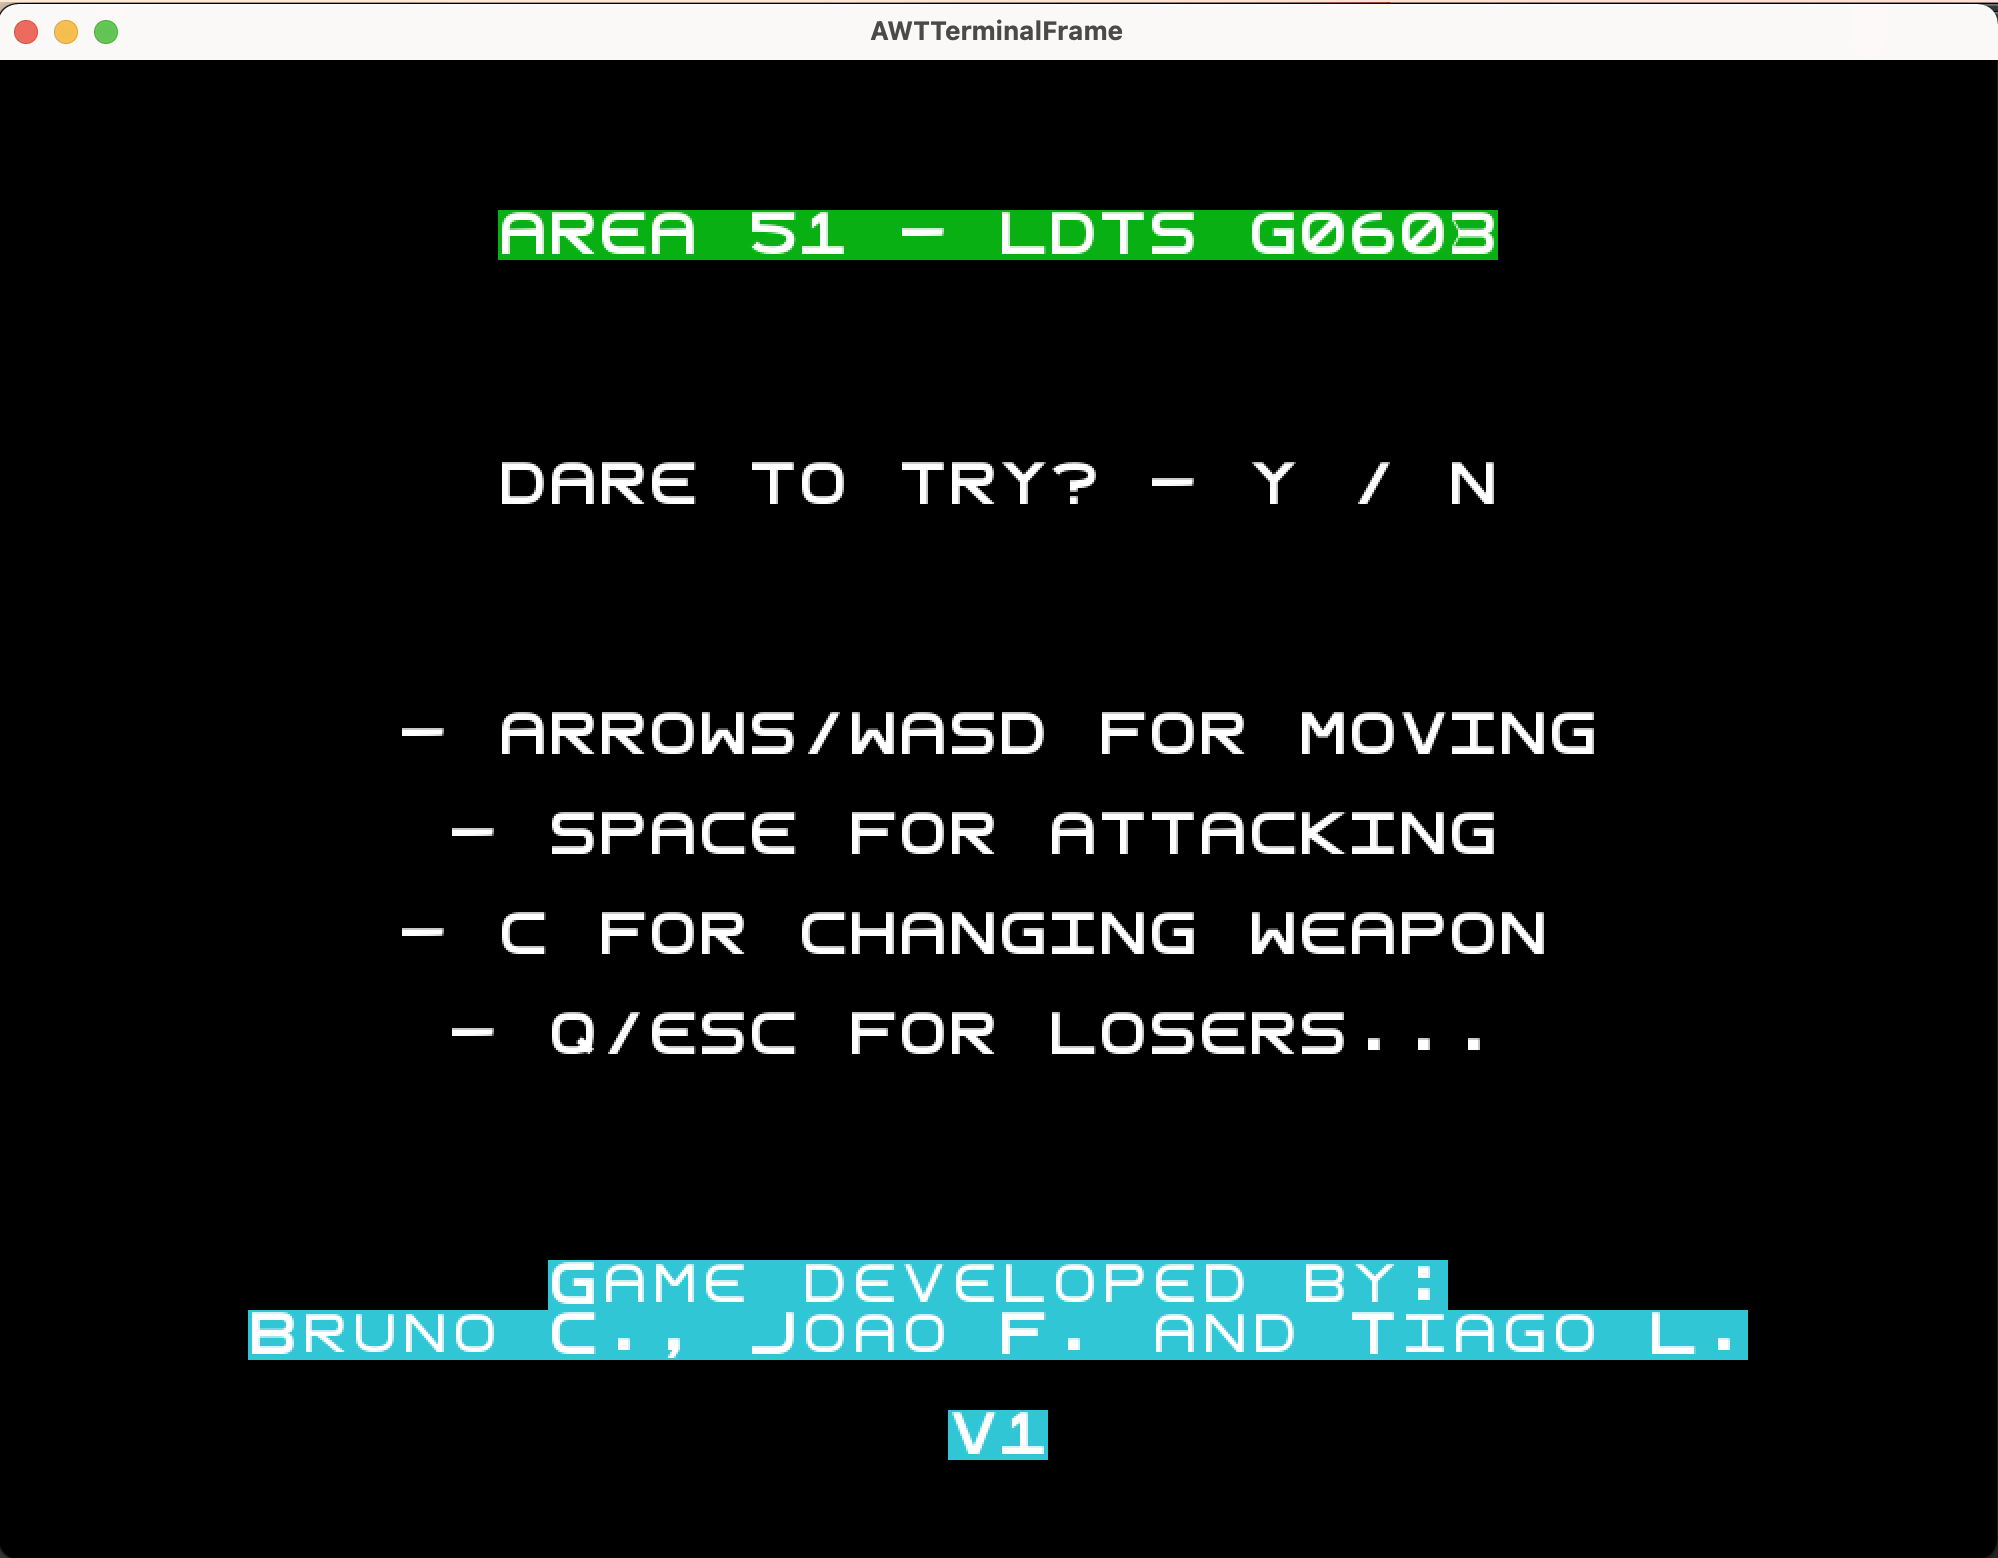 AWTTerminalFrame
AREA 51 - LDTS G0603
DARE TO TRY? - Y / N
- ARROWS/WASD FOR MOVING
- SPACE FOR ATTACKING
- C FOR CHANGING WEAPON
- Q/ESC FOR LOSERS...
GAME DEVELOPED BY:
BRUNO C., JOAO F. AND TIAGO L.
V1